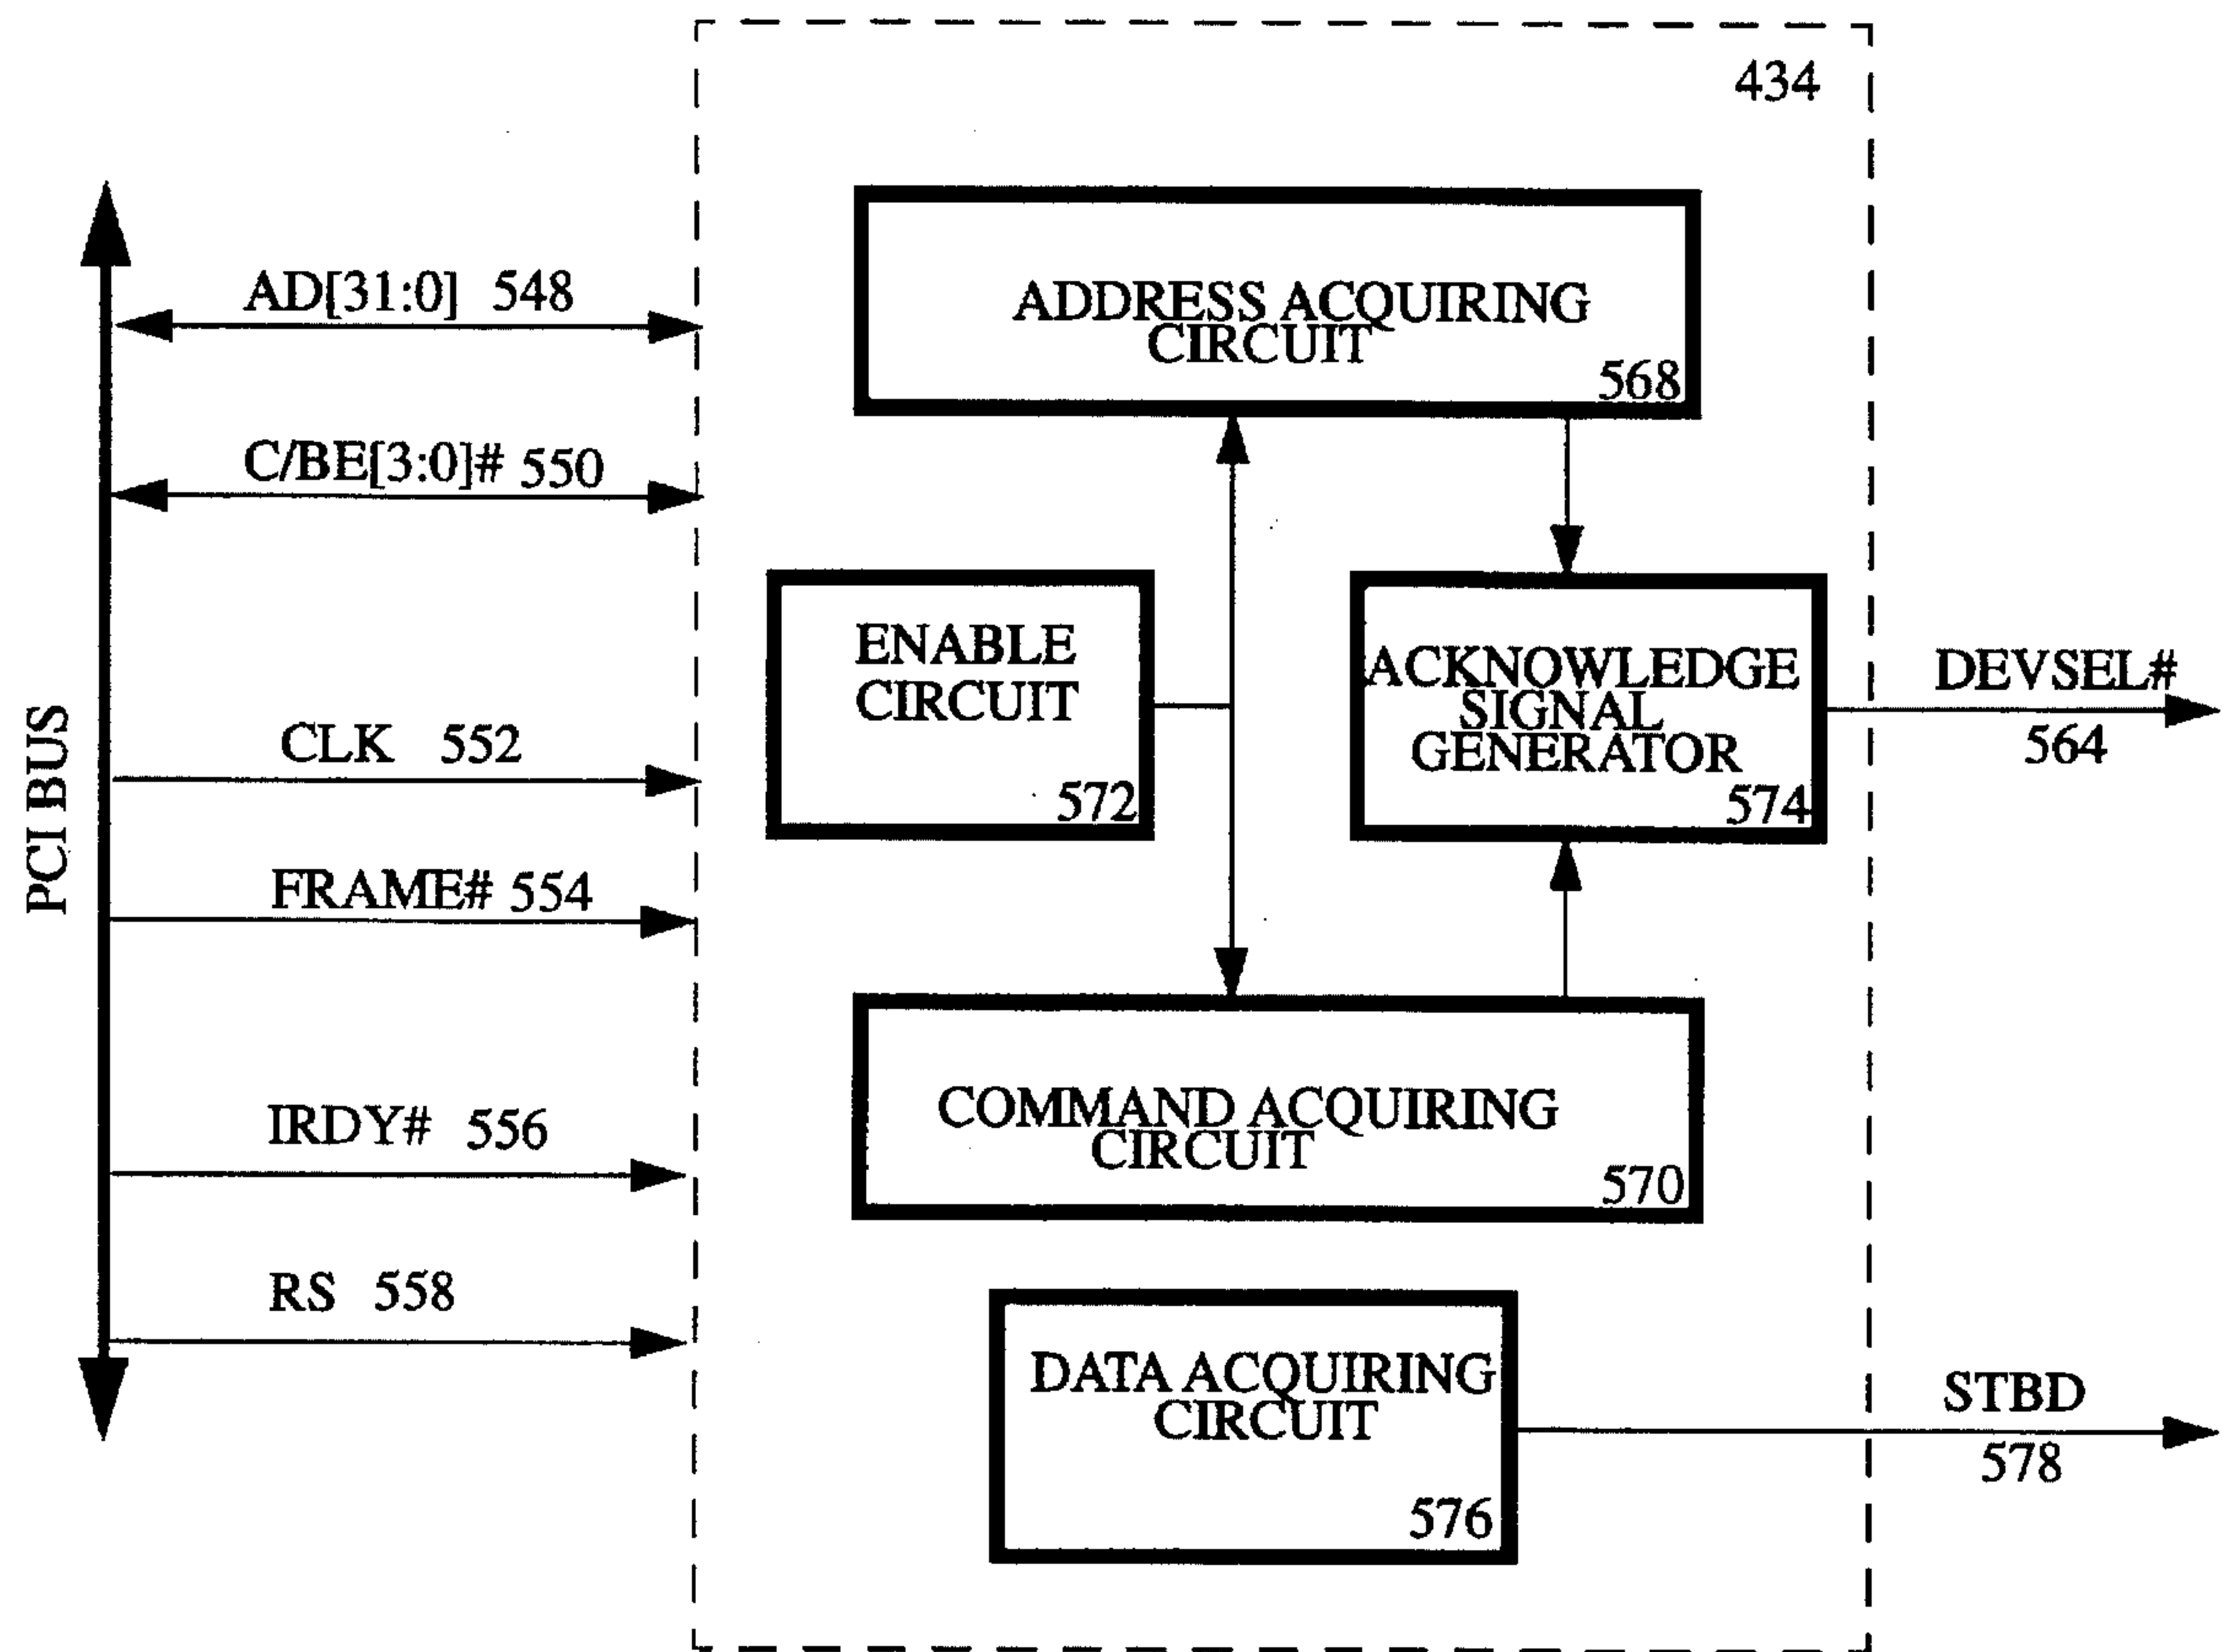 434
PCI BUS
AD[31:0] 548
C/BE[3:0]# 550
CLK 552
FRAME# 554
IRDY# 556
RS 558
ADDRESS ACQUIRING
CIRCUIT
568
ENABLE
CIRCUIT
572
ACKNOWLEDGE
SIGNAL
GENERATOR
574
DEVSEL#
564
COMMAND ACQUIRING
CIRCUIT
570
DATA ACQUIRING
CIRCUIT
576
STBD
578